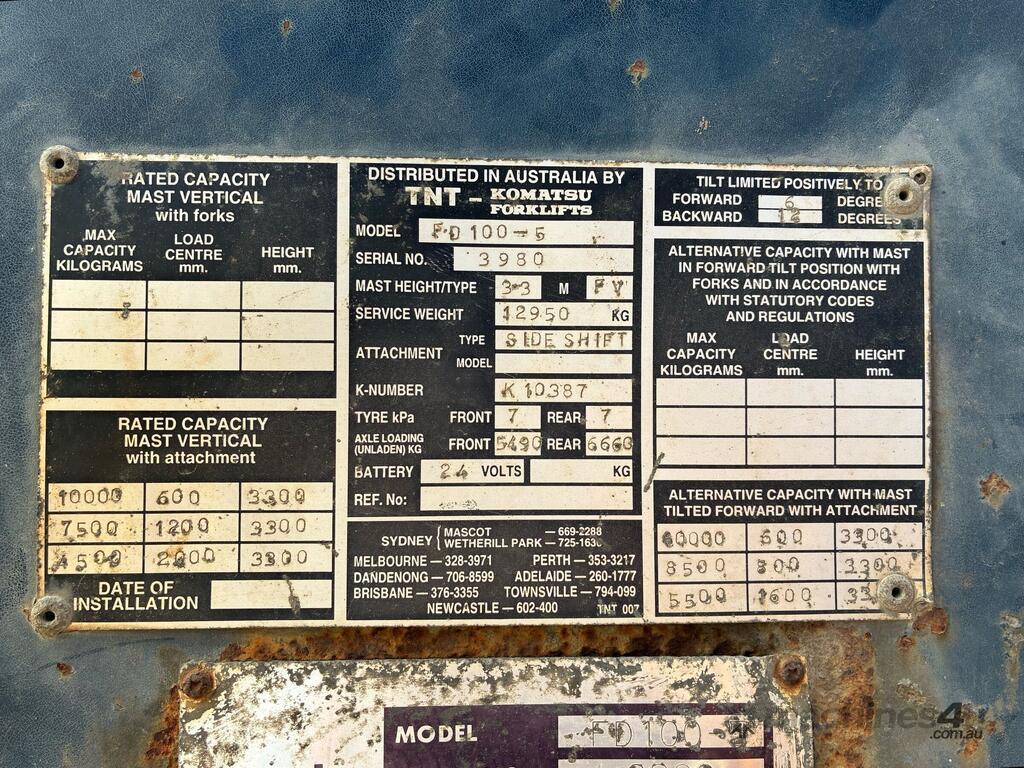 RATED CAPACITY
MAST VERTICAL
with forks
MAX CAPACITY KILOGRAMS
LOAD CENTRE mm.
HEIGHT mm.
RATED CAPACITY
MAST VERTICAL
with attachment
10000 600 3300
7500 1200 3300
4500 3300
DATE OF INSTALLATION
DISTRIBUTED IN AUSTRALIA BY
TNT - KOMATSU FORKLIFTS
MODEL FD100-5
SERIAL NO. 3980
MAST HEIGHT/TYPE 3-3 M FV
SERVICE WEIGHT 12950 KG
ATTACHMENT TYPE SIDE SHIFT
MODEL
K-NUMBER K10387
TYRE kPa FRONT 7 REAR 7
AXLE LOADING (UNLADEN) KG FRONT 5490 REAR 6660
BATTERY 24 VOLTS KG
REF. No:
SYDNEY { MASCOT — 669-2288
WETHERILL PARK — 725-1630
MELBOURNE — 328-3971 PERTH — 353-3217
DANDENONG — 706-8599 ADELAIDE — 260-1777
BRISBANE — 376-3355 TOWNSVILLE — 794-099
NEWCASTLE — 602-400 TNT 007
TILT LIMITED POSITIVELY TO
FORWARD 6 DEGREES
BACKWARD 12 DEGREES
ALTERNATIVE CAPACITY WITH MAST
IN FORWARD TILT POSITION WITH
FORKS AND IN ACCORDANCE
WITH STATUTORY CODES
AND REGULATIONS
MAX CAPACITY KILOGRAMS
LOAD CENTRE mm.
HEIGHT mm.
ALTERNATIVE CAPACITY WITH MAST
TILTED FORWARD WITH ATTACHMENT
600 3300
8500 3300
5500 1600
MODEL FD100
machines4
.com.au